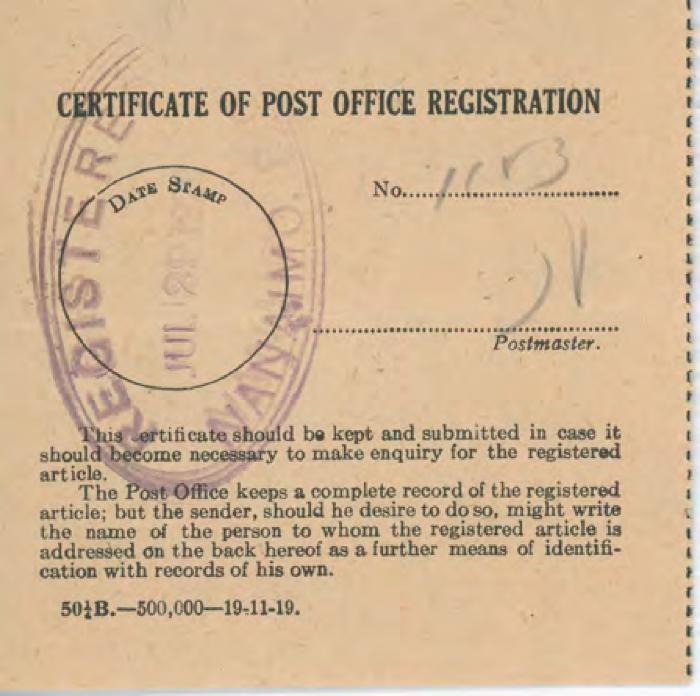 CERTIFICATE OF POST OFFICE REGISTRATION
DATE STAMP
No.
REGISTERED
JUL
Postmaster.
This certificate should be kept and submitted in case it
should become necessary to make enquiry for the registered
article.
The Post Office keeps a complete record of the registered
article; but the sender, should he desire to do so, might write
the name of the person to whom the registered article is
addressed on the back hereof as a further means of identifi-
cation with records of his own.
50½B.—500,000—19-11-19.